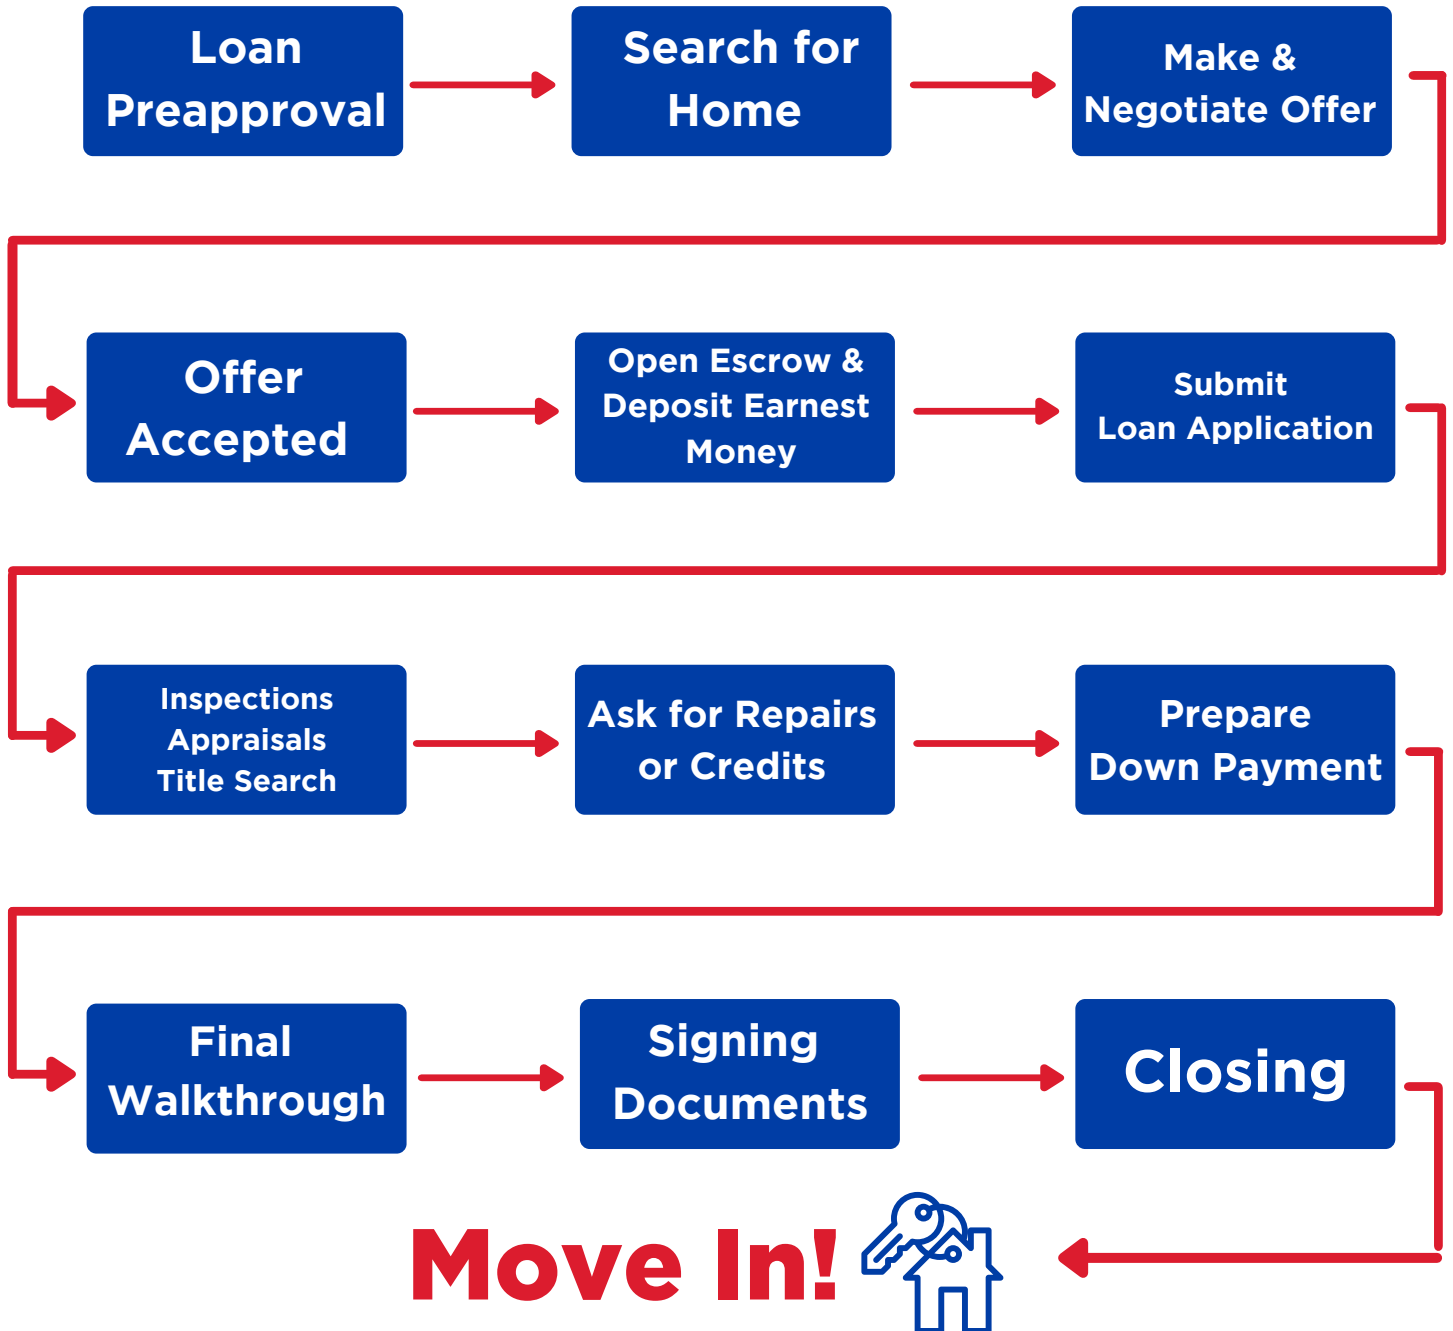 Loan
Preapproval
Search for
Home
Make &
Negotiate Offer
Offer
Accepted
Open Escrow &
Deposit Earnest
Money
Submit
Loan Application
Inspections
Appraisals
Title Search
Ask for Repairs
or Credits
Prepare
Down Payment
Final
Walkthrough
Signing
Documents
Closing
Move In!